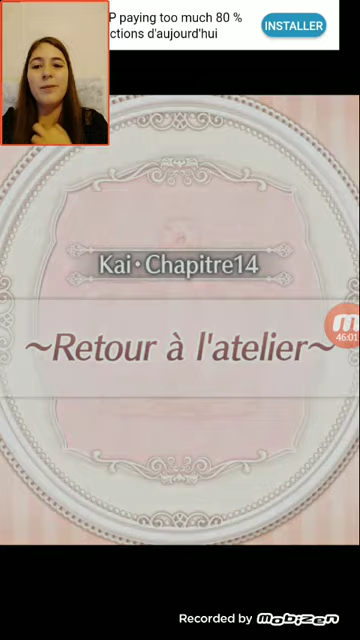 P paying too much 80 %
ctions d'aujourd'hui
INSTALLER
Kai•Chapitre14
~Retour à l'atelier~
46:01
Recorded by mobizen